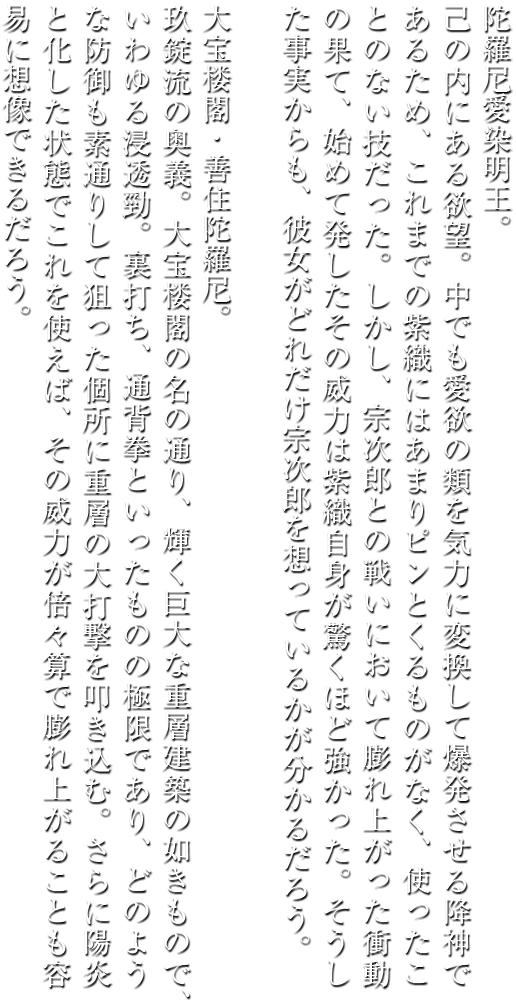 陀羅尼愛染明王。
己の内にある欲望。中でも愛欲の類を気力に変換して爆発させる降神で
あるため、これまでの紫織にはあまりピンとくるものがなく、使ったこ
とのない技だった。しかし、宗次郎との戦いにおいて膨れ上がった衝動
の果て、始めて発したその威力は紫織自身が驚くほど強かった。そうし
た事実からも、彼女がどれだけ宗次郎を想っているかが分かるだろう。
大宝楼閣・善住陀羅尼。
玖錠流の奥義。大宝楼閣の名の通り、輝く巨大な重層建築の如きもので、
いわゆる浸透勁。裏打ち、通背拳といったものの極限であり、どのよう
な防御も素通りして狙った個所に重層の大打撃を叩き込む。さらに陽炎
と化した状態でこれを使えば、その威力が倍々算で膨れ上がることも容
易に想像できるだろう。